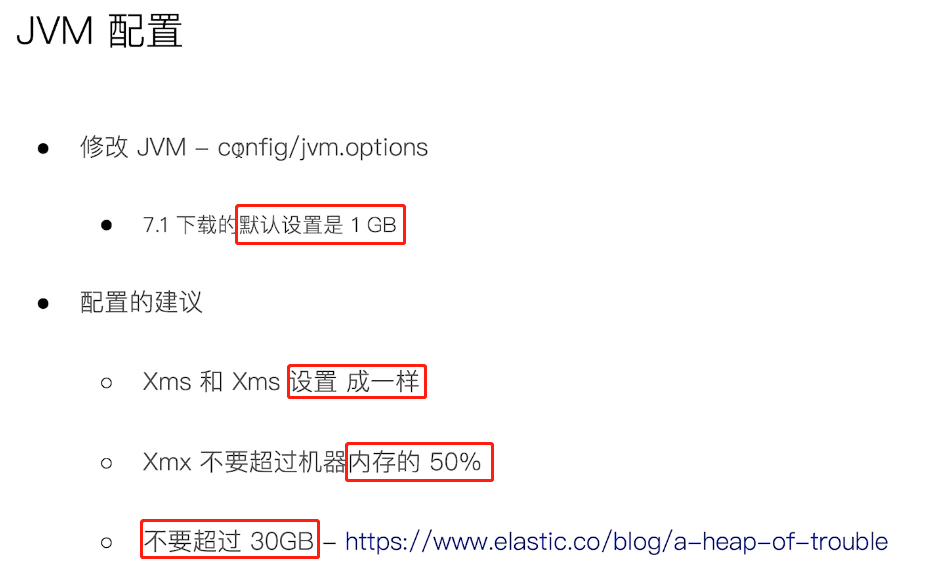 JVM 配置
修改 JVM – config/jvm.options
7.1 下载的默认设置是 1 GB
配置的建议
Xms 和 Xms 设置 成一样
Xmx 不要超过机器内存的 50%
不要超过 30GB – https://www.elastic.co/blog/a-heap-of-trouble